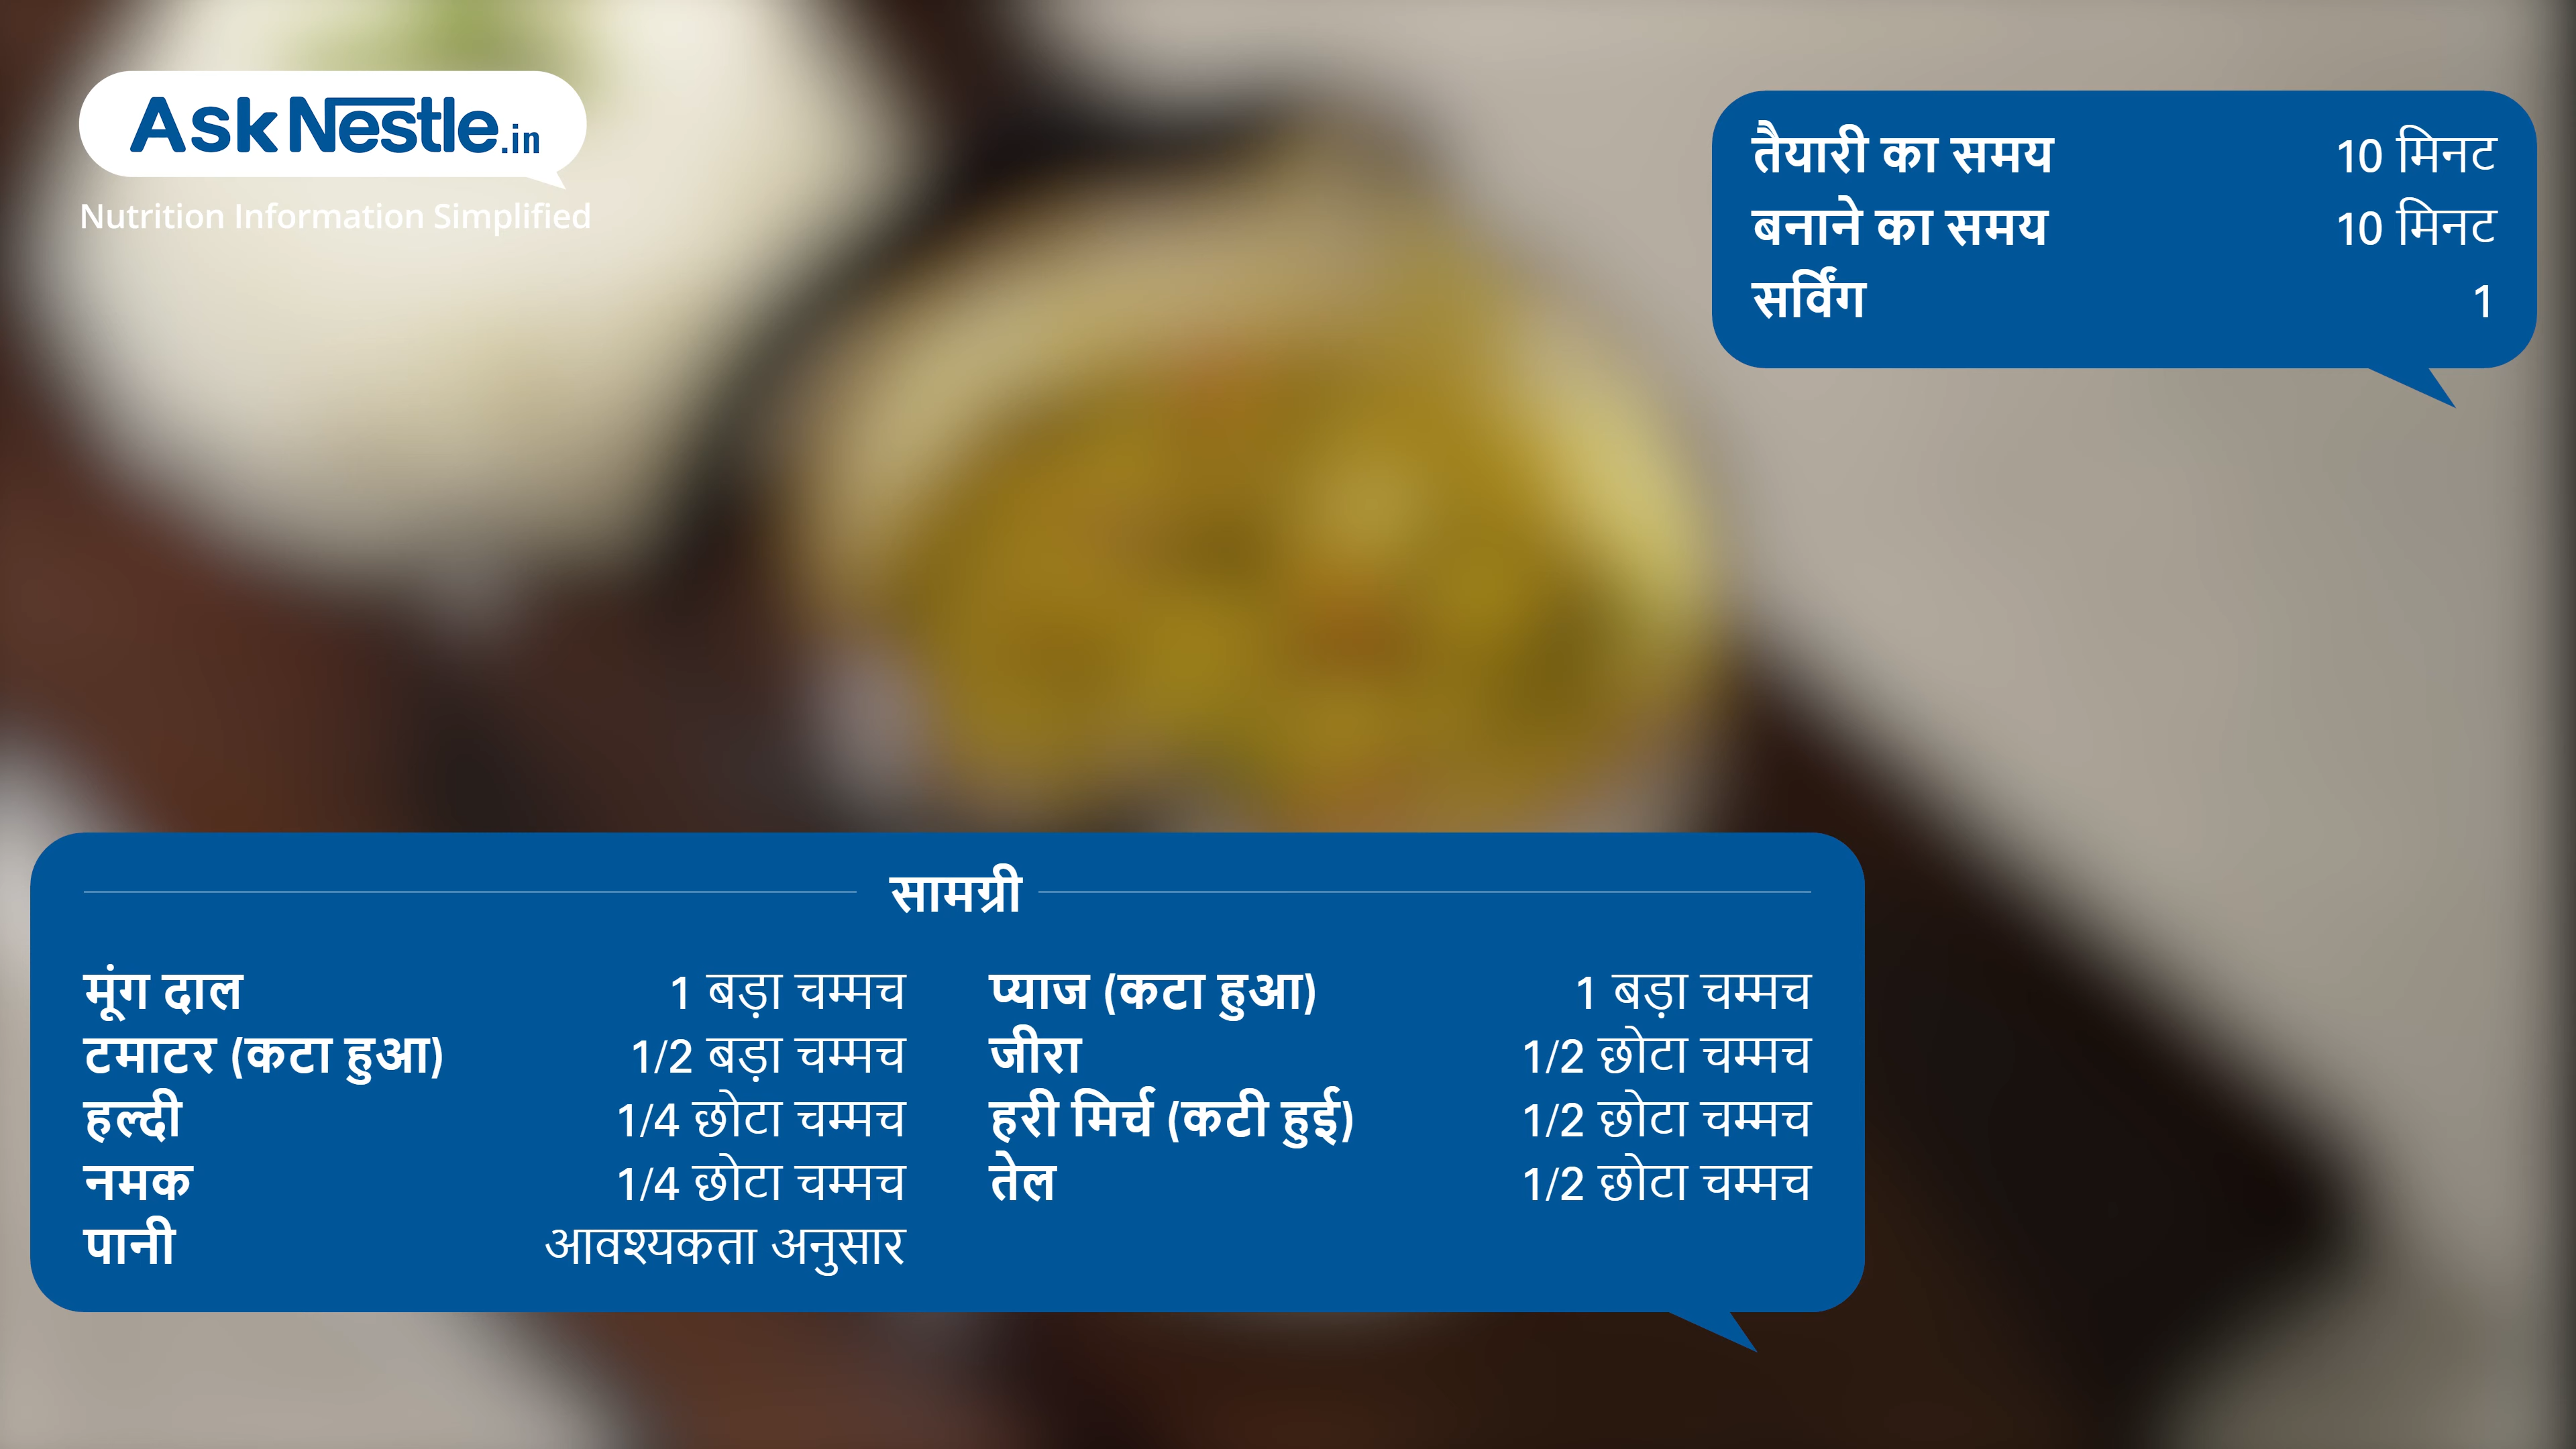 Ask Nestle.in
Nutrition Information Simplified
तैयारी का समय 10 मिनट
बनाने का समय 10 मिनट
सर्विंग 1
सामग्री
मूंग दाल 1 बड़ा चम्मच
टमाटर (कटा हुआ) 1/2 बड़ा चम्मच
हल्दी 1/4 छोटा चम्मच
नमक 1/4 छोटा चम्मच
पानी आवश्यकता अनुसार
प्याज (कटा हुआ) 1 बड़ा चम्मच
जीरा 1/2 छोटा चम्मच
हरी मिर्च (कटी हुई) 1/2 छोटा चम्मच
तेल 1/2 छोटा चम्मच